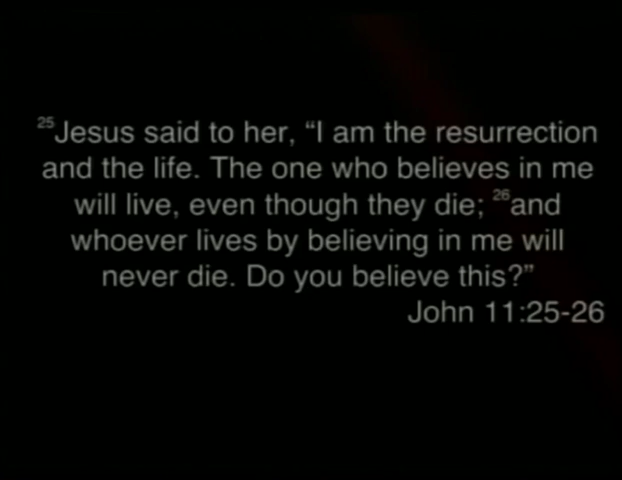 25Jesus said to her, “I am the resurrection
and the life. The one who believes in me
will live, even though they die; 26and
whoever lives by believing in me will
never die. Do you believe this?”
John 11:25-26